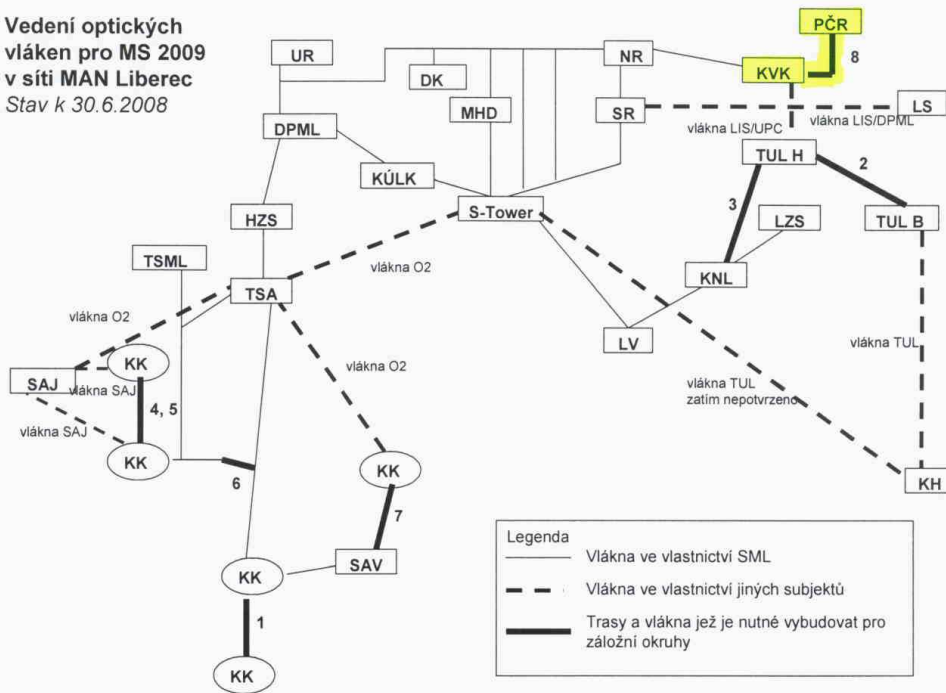 Vedení optických
vláken pro MS 2009
v síti MAN Liberec
Stav k 30.6.2008
UR
DK
MHD
NR
SR
PČR
8
KVK
LS
vlákna LIS/UPC
vlákna LIS/DPML
DPML
KÚLK
TUL H
2
3
S-Tower
LZS
TUL B
HZS
TSML
vlákna O2
TSA
KNL
vlákna O2
LV
vlákna TUL
KK
SAJ
vlákna SAJ
vlákna O2
vlákna TUL
zatím nepotvrzeno
4, 5
vlákna SAJ
KK
6
KK
KH
7
SAV
KK
1
KK
Legenda
Vlákna ve vlastnictví SML
Vlákna ve vlastnictví jiných subjektů
Trasy a vlákna jež je nutné vybudovat pro
záložní okruhy